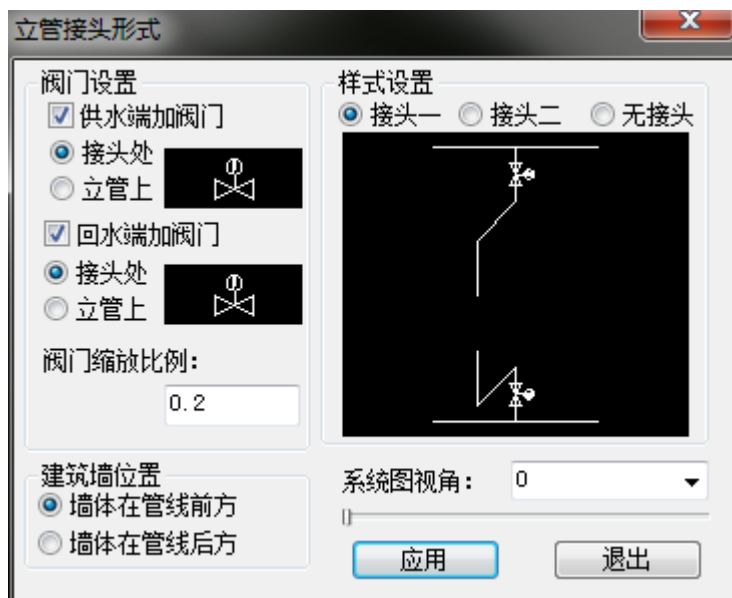 立管接头形式
阀门设置
供水端加阀门
接头处
立管上
回水端加阀门
接头处
立管上
阀门缩放比例:
0.2
样式设置
接头一 接头二 无接头
建筑墙位置
墙体在管线前方
墙体在管线后方
系统图视角: 0
应用 退出